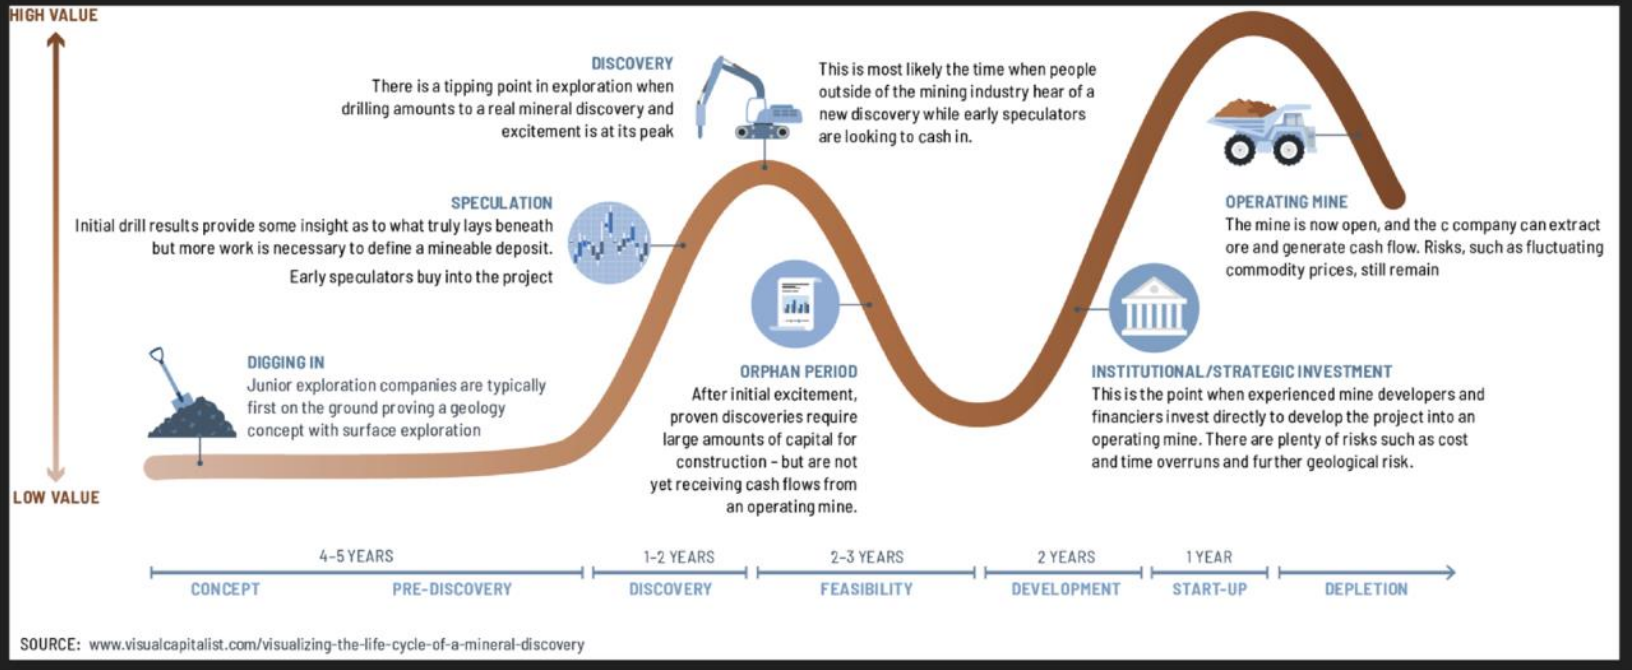 HIGH VALUE
DISCOVERY
There is a tipping point in exploration when
drilling amounts to a real mineral discovery and
excitement is at its peak
This is most likely the time when people
outside of the mining industry hear of a
new discovery while early speculators
are looking to cash in.
SPECULATION
Initial drill results provide some insight as to what truly lays beneath
but more work is necessary to define a mineable deposit.
Early speculators buy into the project
OPERATING MINE
The mine is now open, and the c company can extract
ore and generate cash flow. Risks, such as fluctuating
commodity prices, still remain
DIGGING IN
Junior exploration companies are typically
first on the ground proving a geology
concept with surface exploration
ORPHAN PERIOD
After initial excitement,
proven discoveries require
large amounts of capital for
construction – but are not
yet receiving cash flows from
an operating mine.
INSTITUTIONAL/STRATEGIC INVESTMENT
This is the point when experienced mine developers and
financiers invest directly to develop the project into an
operating mine. There are plenty of risks such as cost
and time overruns and further geological risk.
LOW VALUE
4–5 YEARS
1–2 YEARS
2–3 YEARS
2 YEARS
1 YEAR
CONCEPT
PRE-DISCOVERY
DISCOVERY
FEASIBILITY
DEVELOPMENT
START-UP
DEPLETION
SOURCE: www.visualcapitalist.com/visualizing-the-life-cycle-of-a-mineral-discovery